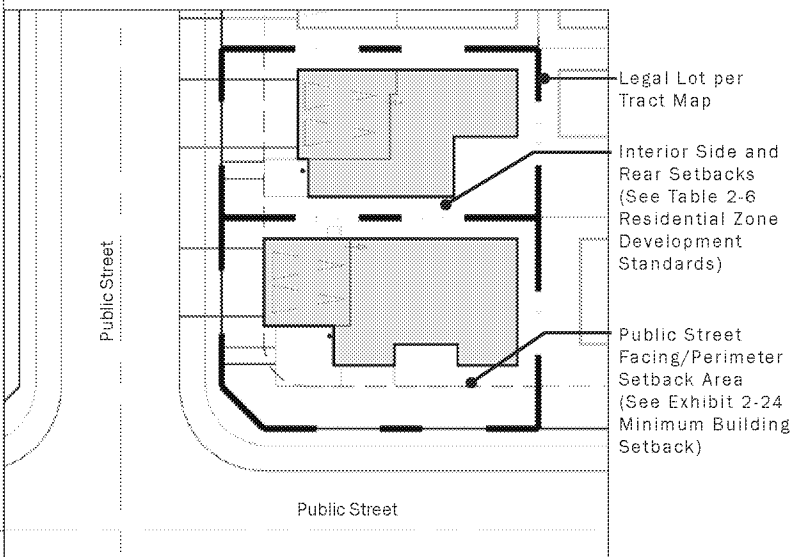 Legal Lot per
Tract Map
Interior Side and
Rear Setbacks
(See Table 2-6
Residential Zone
Development
Standards)
Public Street
Public Street
Facing/Perimeter
Setback Area
(See Exhibit 2-24
Minimum Building
Setback)
Public Street